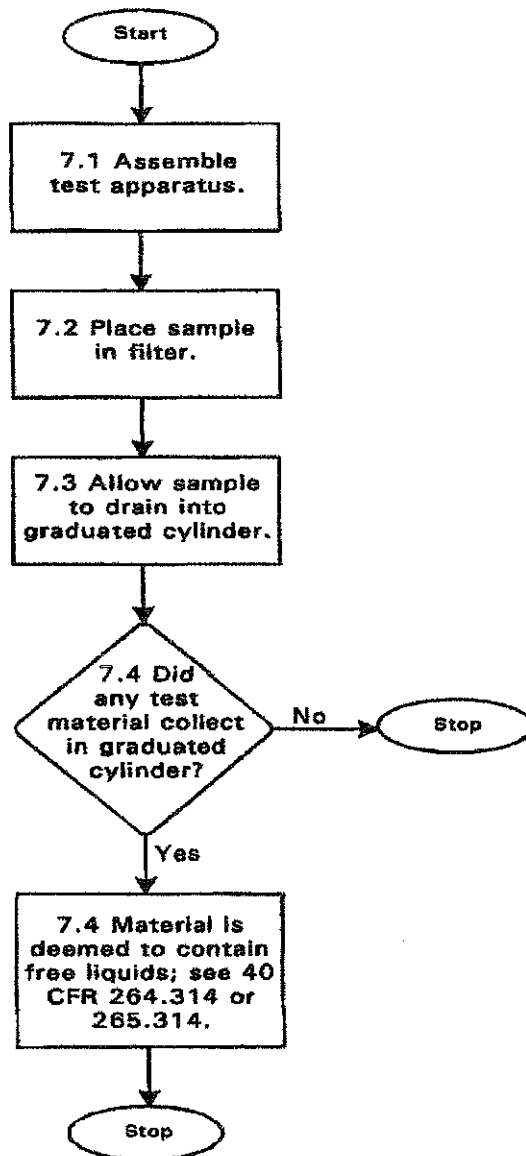 Start
7.1 Assemble
test apparatus.
7.2 Place sample
in filter.
7.3 Allow sample
to drain into
graduated cylinder.
7.4 Did
any test
material collect
in graduated
cylinder?
No
Stop
Yes
7.4 Material is
deemed to contain
free liquids; see 40
CFR 264.314 or
265.314.
Stop